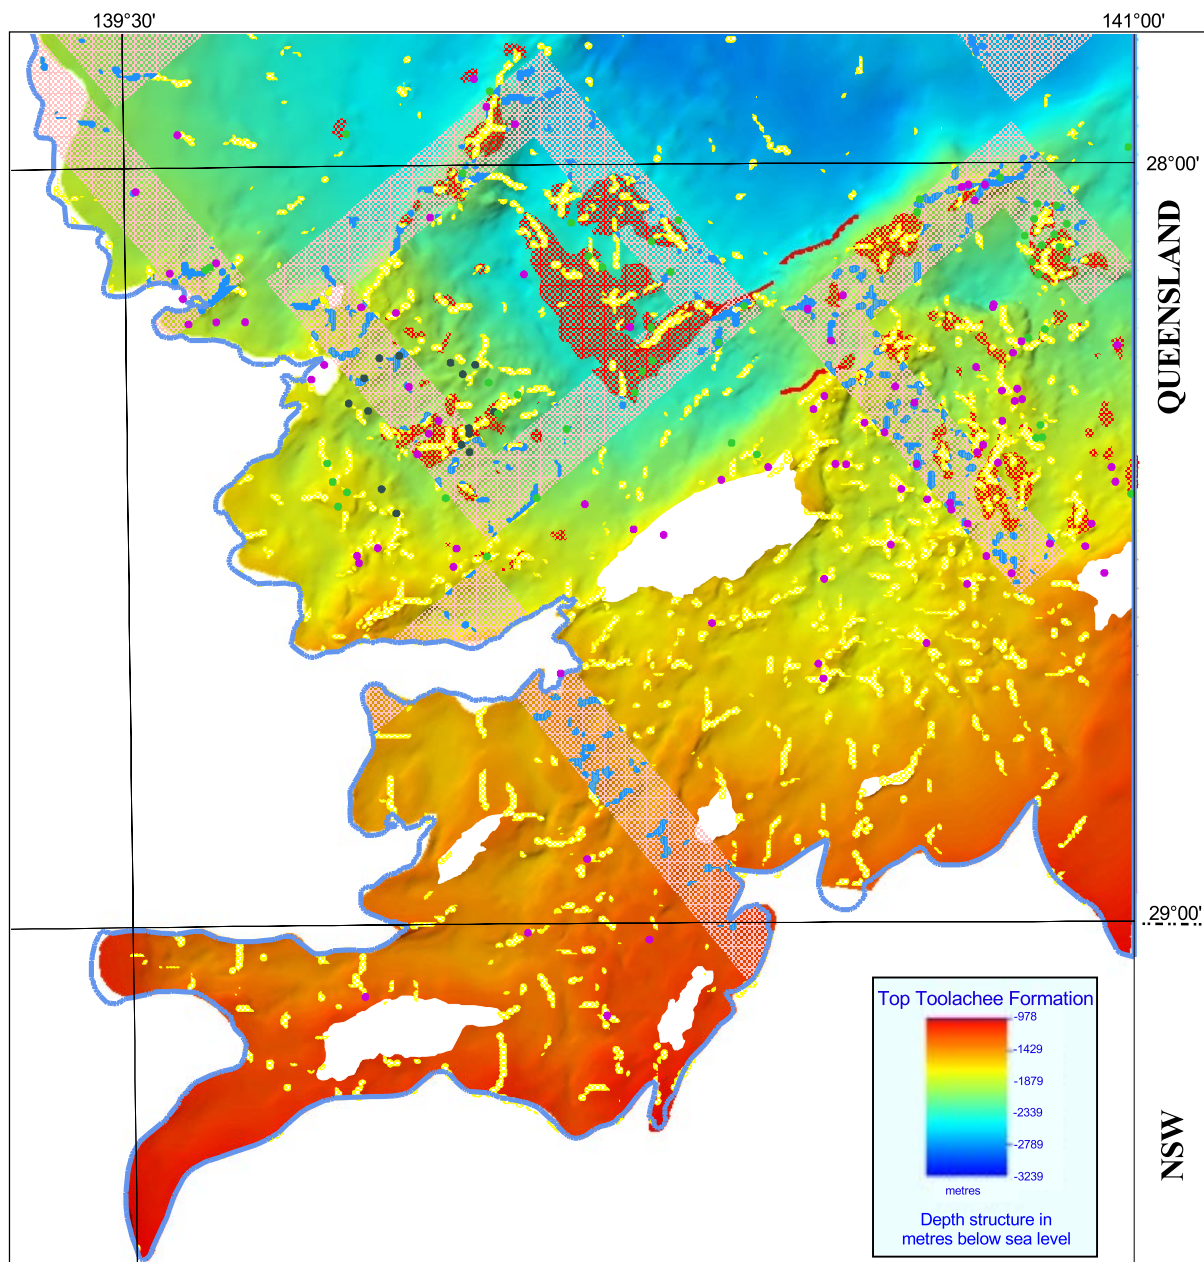 139°30'
141°00'
28°00'
QUEENSLAND
29°00'
NSW
Top Toolachee Formation
-978
-1429
-1879
-2339
-2789
-3239
metres
Depth structure in
metres below sea level